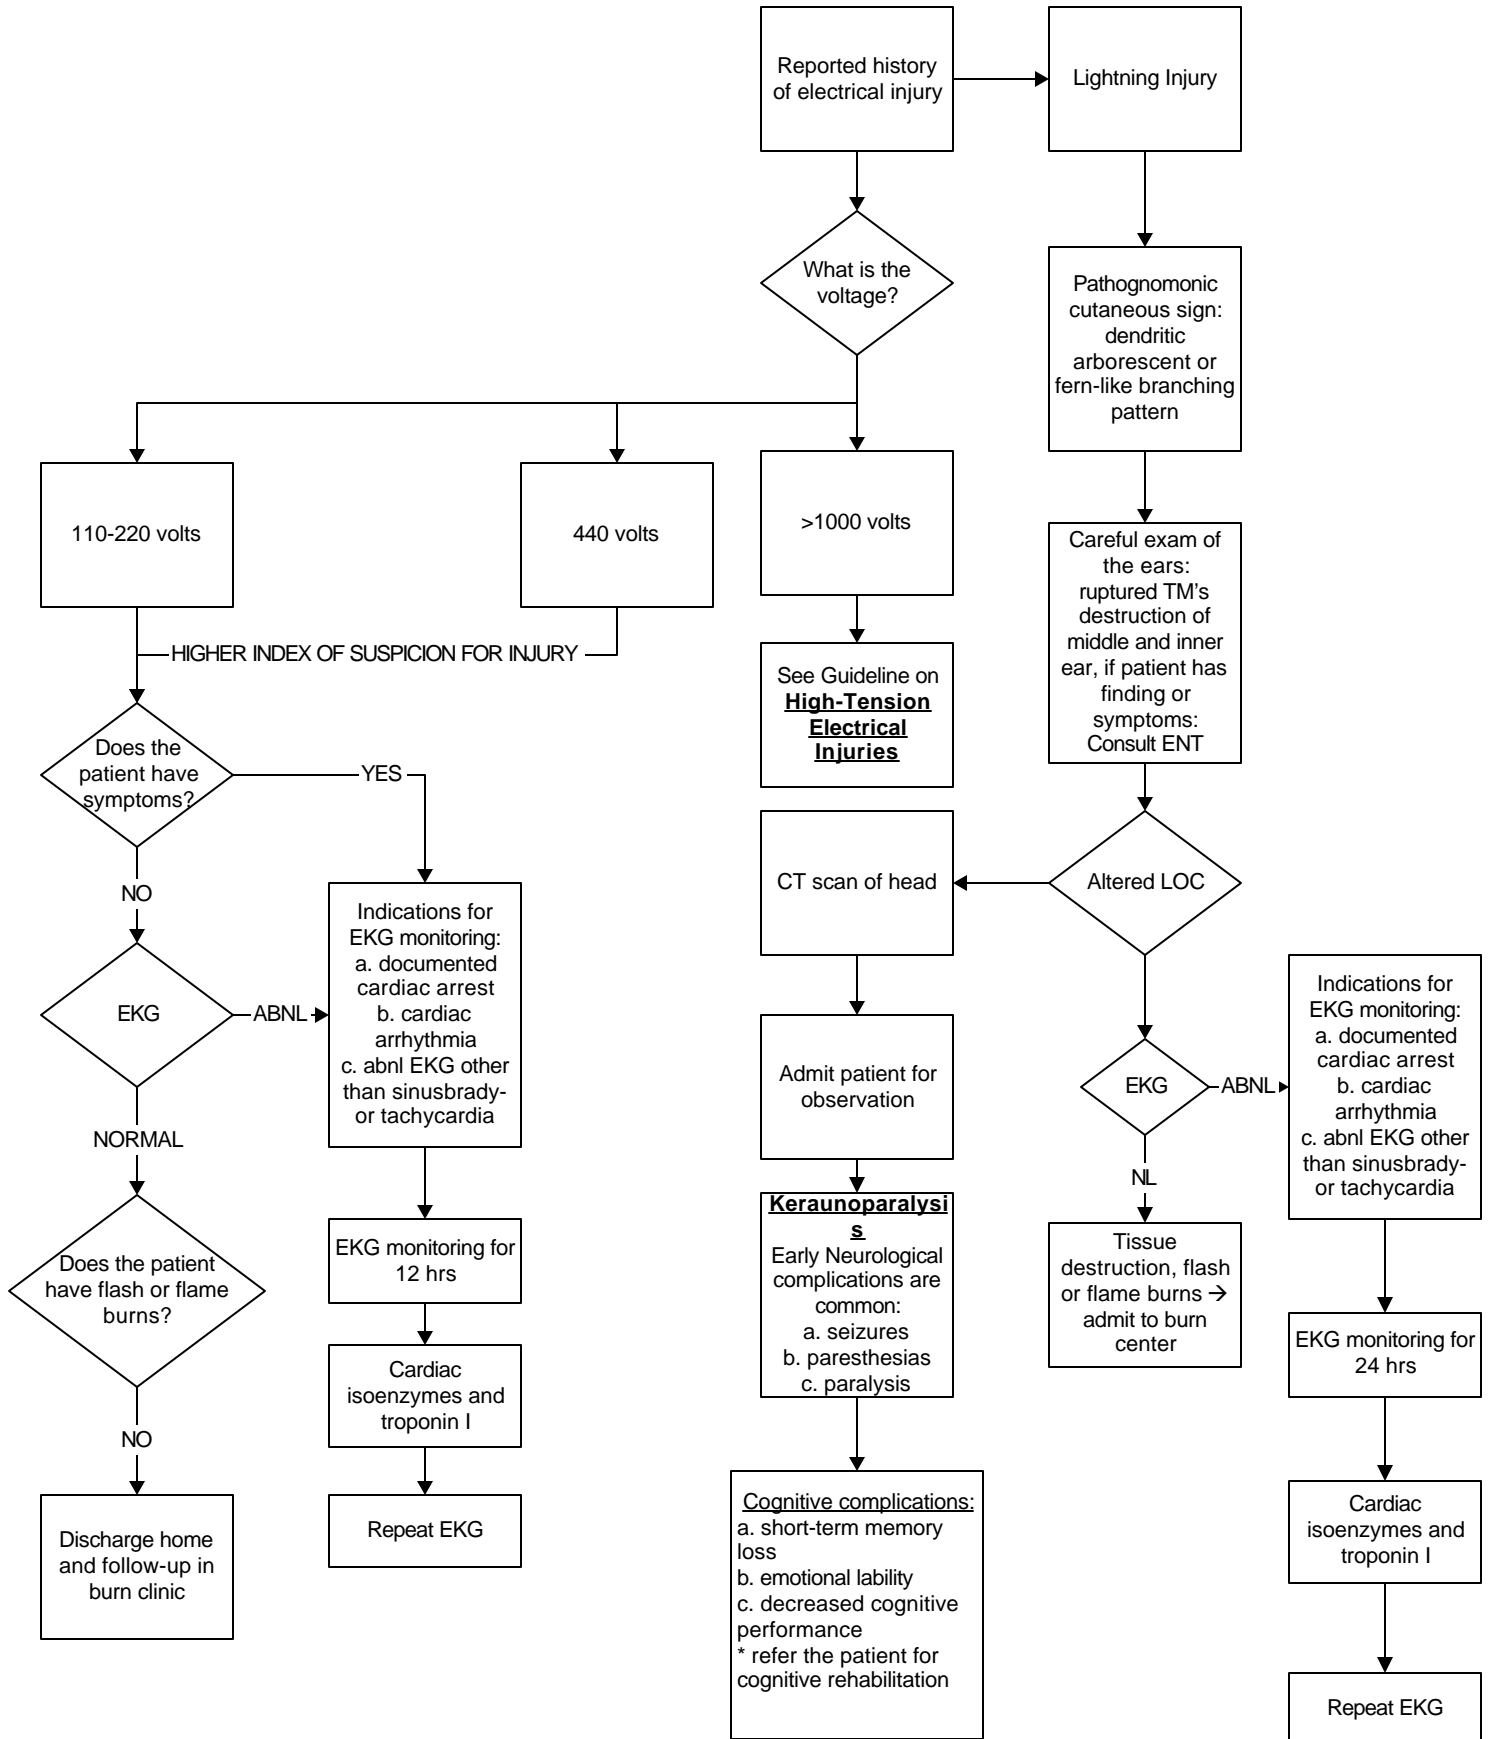 Reported history
of electrical injury
Lightning Injury
What is the
voltage?
Pathognomonic
cutaneous sign:
dendritic
arborescent or
fern-like branching
pattern
110-220 volts
440 volts
>1000 volts
HIGHER INDEX OF SUSPICION FOR INJURY
See Guideline on
High-Tension
Electrical
Injuries
Careful exam of
the ears:
ruptured TM's
destruction of
middle and inner
ear, if patient has
finding or
symptoms:
Consult ENT
Does the
patient have
symptoms?
YES
NO
CT scan of head
Altered LOC
EKG
ABNL
Indications for
EKG monitoring:
a. documented
cardiac arrest
b. cardiac
arrhythmia
c. abnl EKG other
than sinusbrady-
or tachycardia
Admit patient for
observation
EKG
ABNL
Indications for
EKG monitoring:
a. documented
cardiac arrest
b. cardiac
arrhythmia
c. abnl EKG other
than sinusbrady-
or tachycardia
NORMAL
NL
Does the patient
have flash or flame
burns?
EKG monitoring for
12 hrs
Keraunoparalysi
s
Early Neurological
complications are
common:
a. seizures
b. paresthesias
c. paralysis
Tissue
destruction, flash
or flame burns →
admit to burn
center
EKG monitoring for
24 hrs
Cardiac
isoenzymes and
troponin I
NO
Discharge home
and follow-up in
burn clinic
Repeat EKG
Cognitive complications:
a. short-term memory
loss
b. emotional lability
c. decreased cognitive
performance
* refer the patient for
cognitive rehabilitation
Cardiac
isoenzymes and
troponin I
Repeat EKG